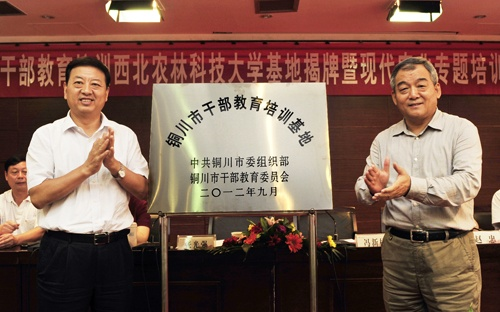 干部教育 西北农林科技大学基地揭牌暨现代农业专题培训
铜川市干部教育培训基地
中共铜川市委组织部
铜川市干部教育委员会
二〇一二年九月